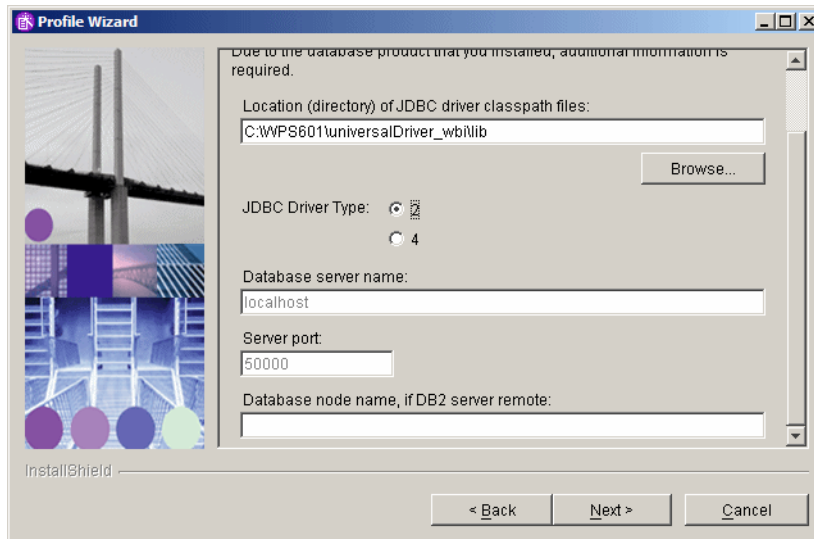 Profile Wizard
Due to the database product that you installed, additional information is
required.
Location (directory) of JDBC driver classpath files:
C:\WPS601\universalDriver_wbi\lib
Browse...
JDBC Driver Type:
2
4
Database server name:
localhost
Server port:
50000
Database node name, if DB2 server remote:
InstallShield
< Back
Next >
Cancel